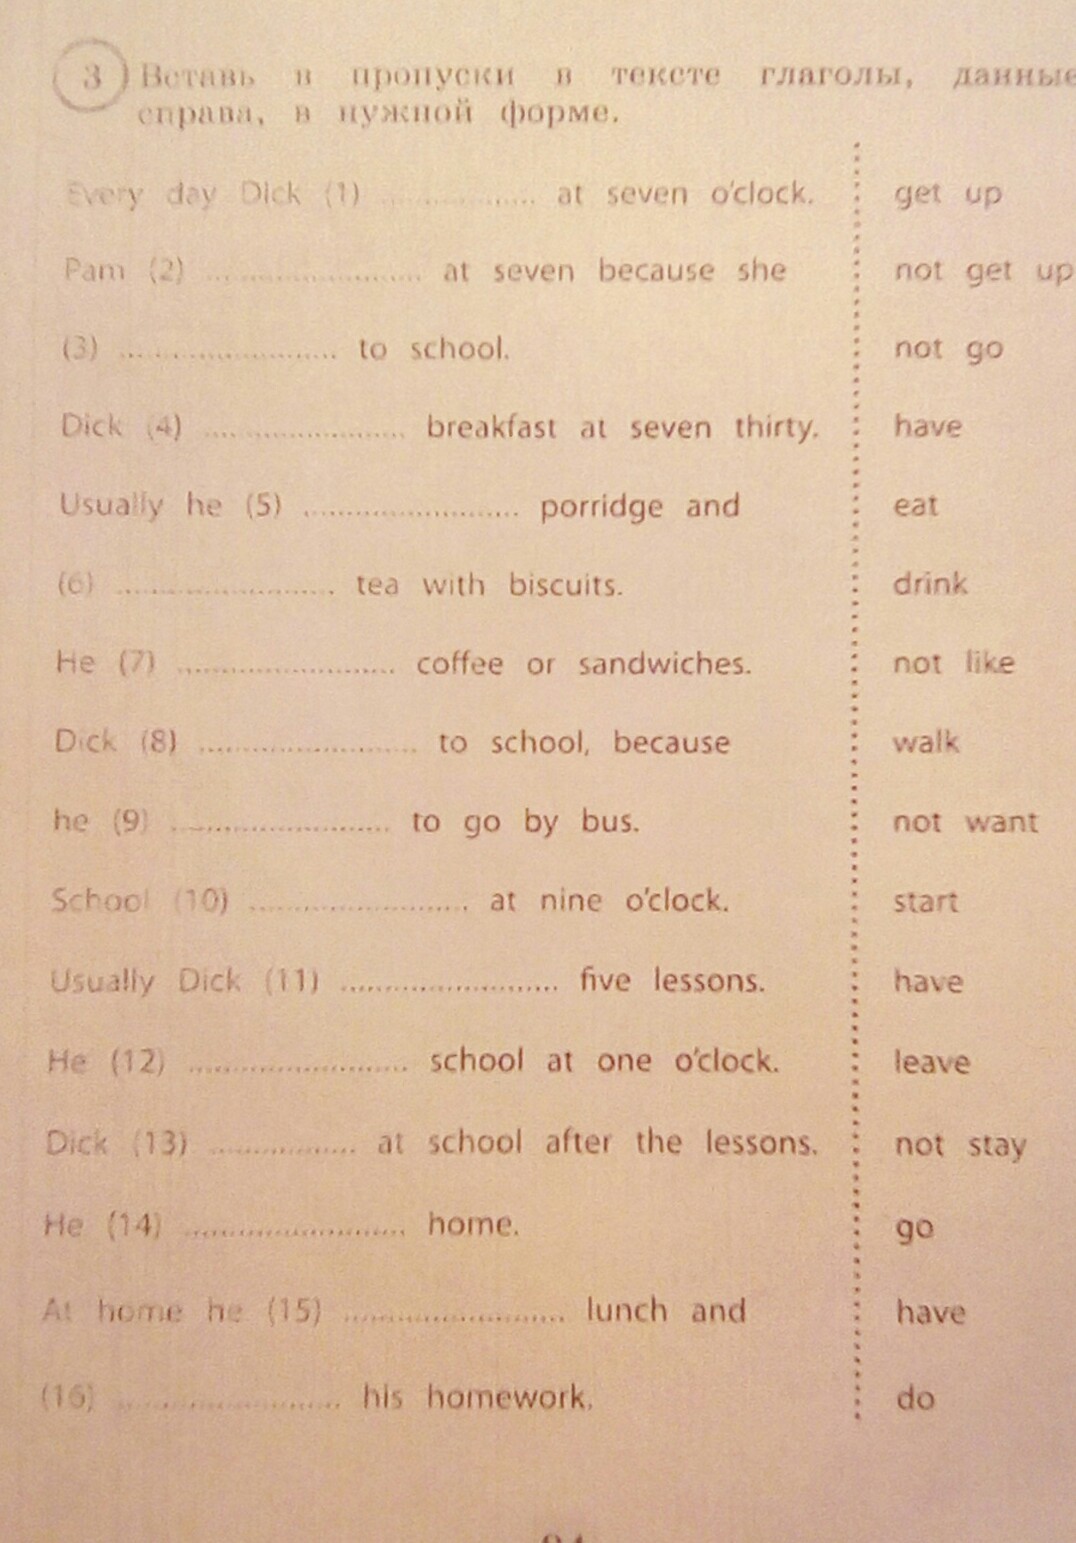 3 Вставь в пропуски в тексте глаголы, данные
справа, в нужной форме.
Every day Dick (1) ............... at seven o'clock. get up
Pam (2) ..................... at seven because she not get up
(3) ..................... to school. not go
Dick (4) ..................... breakfast at seven thirty. have
Usually he (5) ..................... porridge and eat
(6) ..................... tea with biscuits. drink
He (7) ..................... coffee or sandwiches. not like
Dick (8) ..................... to school, because walk
he (9) ..................... to go by bus. not want
School (10) ..................... at nine o'clock. start
Usually Dick (11) ..................... five lessons. have
He (12) ..................... school at one o'clock. leave
Dick (13) ............... at school after the lessons. not stay
He (14) ..................... home. go
At home he (15) ..................... lunch and have
(16) ..................... his homework. do